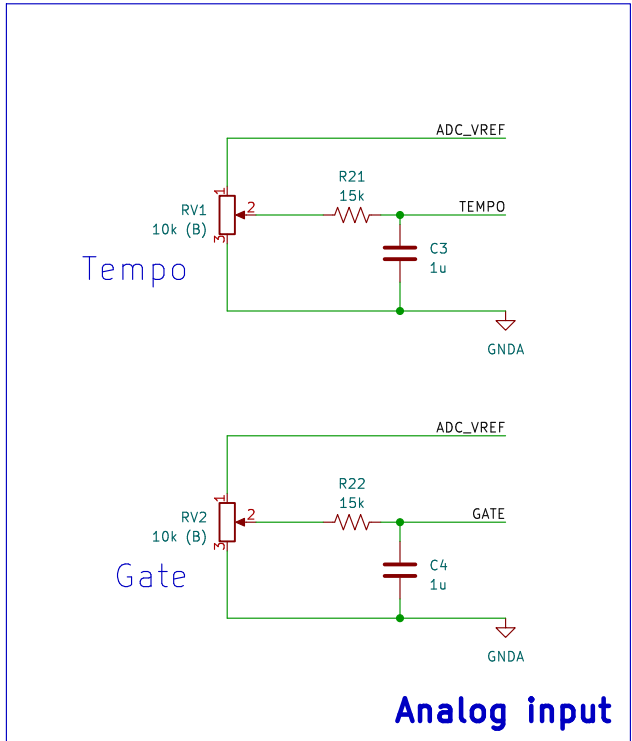 ADC_VREF
R21
15k
1
2
3
RV1
10k (B)
TEMPO
C3
1u
Tempo
GNDA
ADC_VREF
R22
15k
1
2
3
RV2
10k (B)
GATE
C4
1u
Gate
GNDA
Analog input